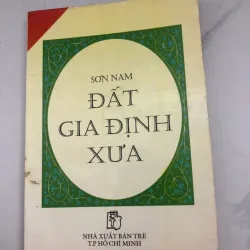 SƠN NAM
ĐẤT
GIA ĐỊNH
XƯA
NHÀ XUẤT BẢN TRẺ
T.P HỒ CHÍ MINH